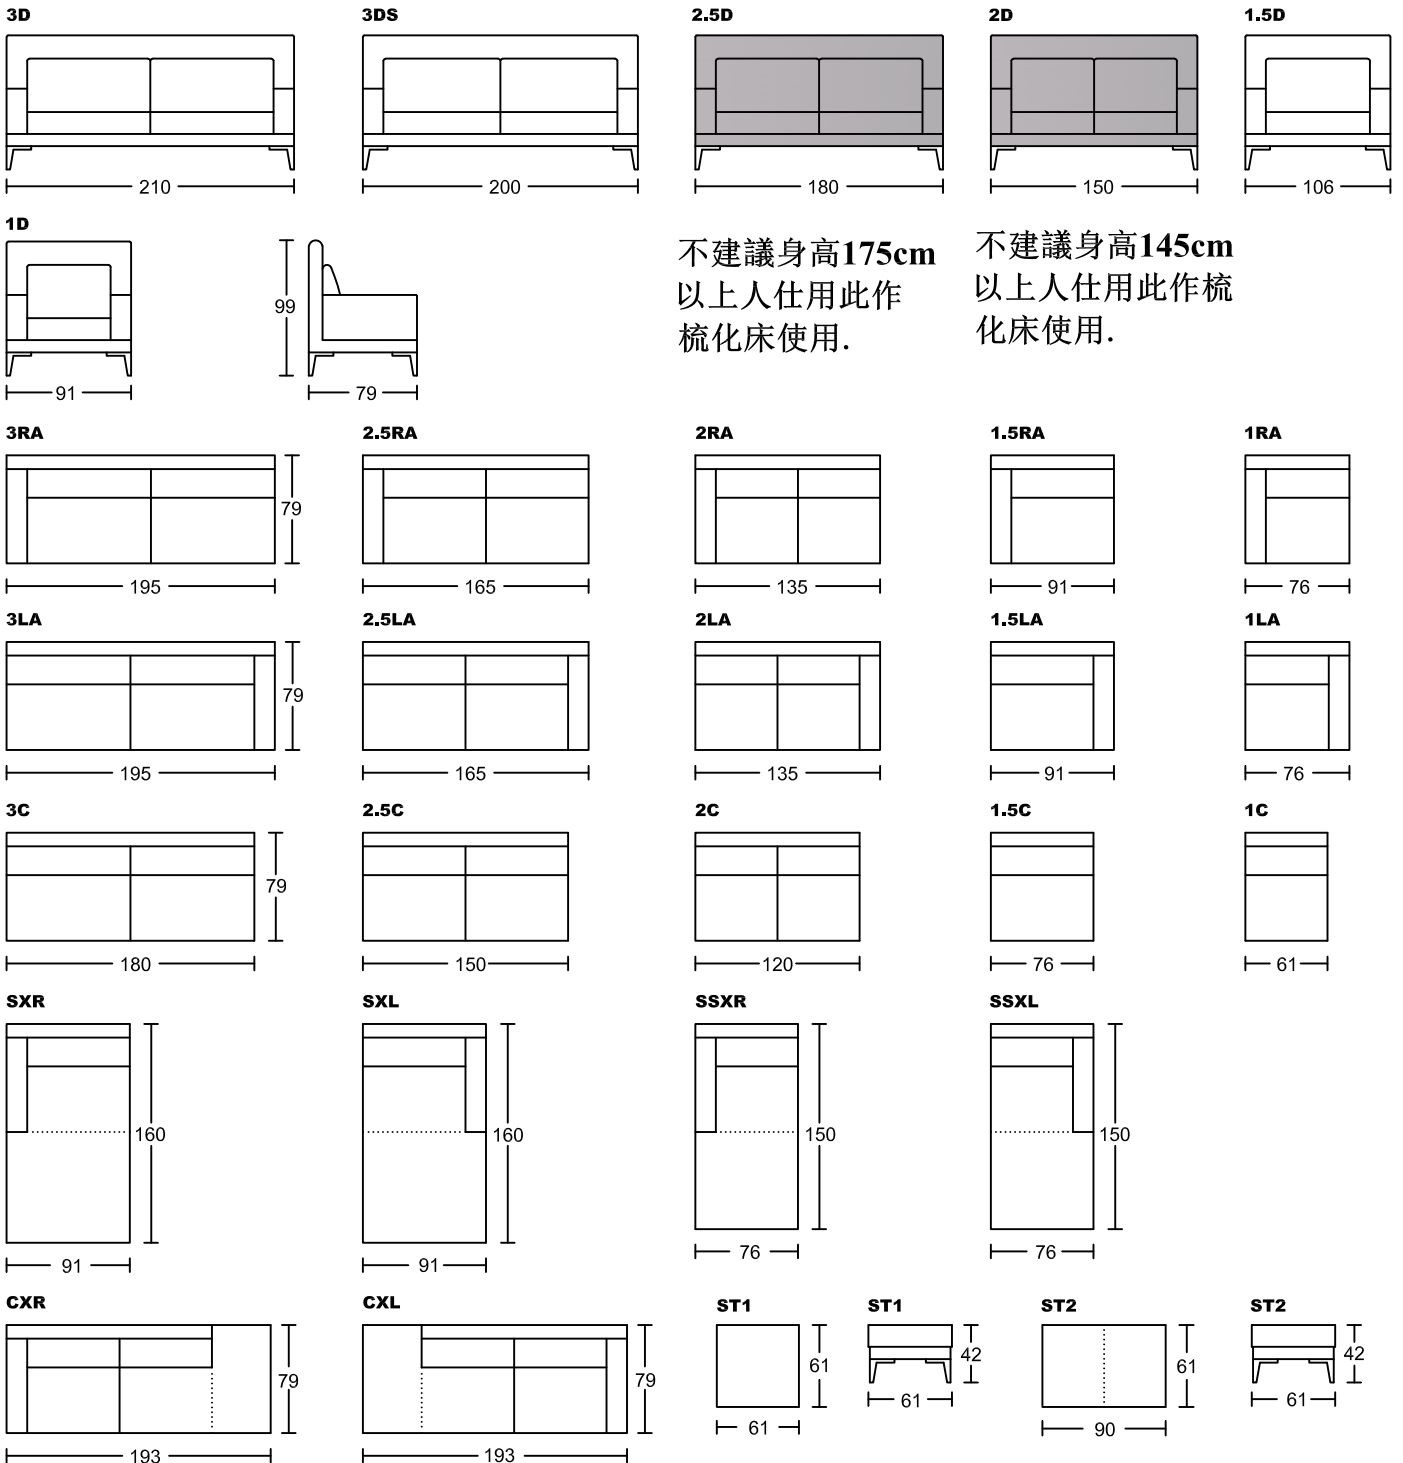 3D 3DS 2.5D 2D 1.5D
210 200 180 150 106
1D
99
91 79
不建議身高175cm
以上人仕用此作
梳化床使用.
不建議身高145cm
以上人仕用此作梳
化床使用.
3RA 2.5RA 2RA 1.5RA 1RA
79
195 165 135 91 76
3LA 2.5LA 2LA 1.5LA 1LA
79
195 165 135 91 76
3C 2.5C 2C 1.5C 1C
79
180 150 120 76 61
SXR SXL SSXR SSXL
160 160 150 150
91 91 76 76
CXR CXL ST1 ST1 ST2 ST2
79 79 61 42 61 42
193 193 61 61 90 61